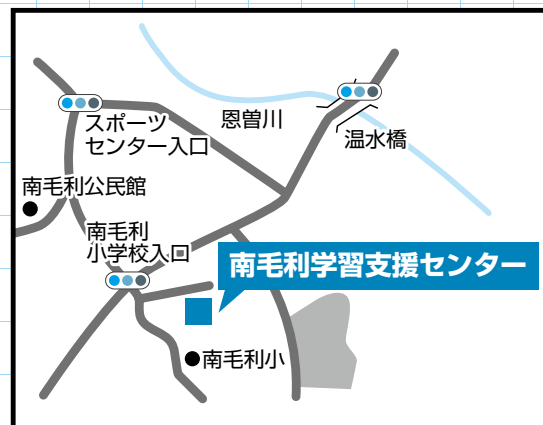 恩曽川
温水橋
スポーツ
センター入口
南毛利公民館
南毛利
小学校入口
南毛利学習支援センター
南毛利小